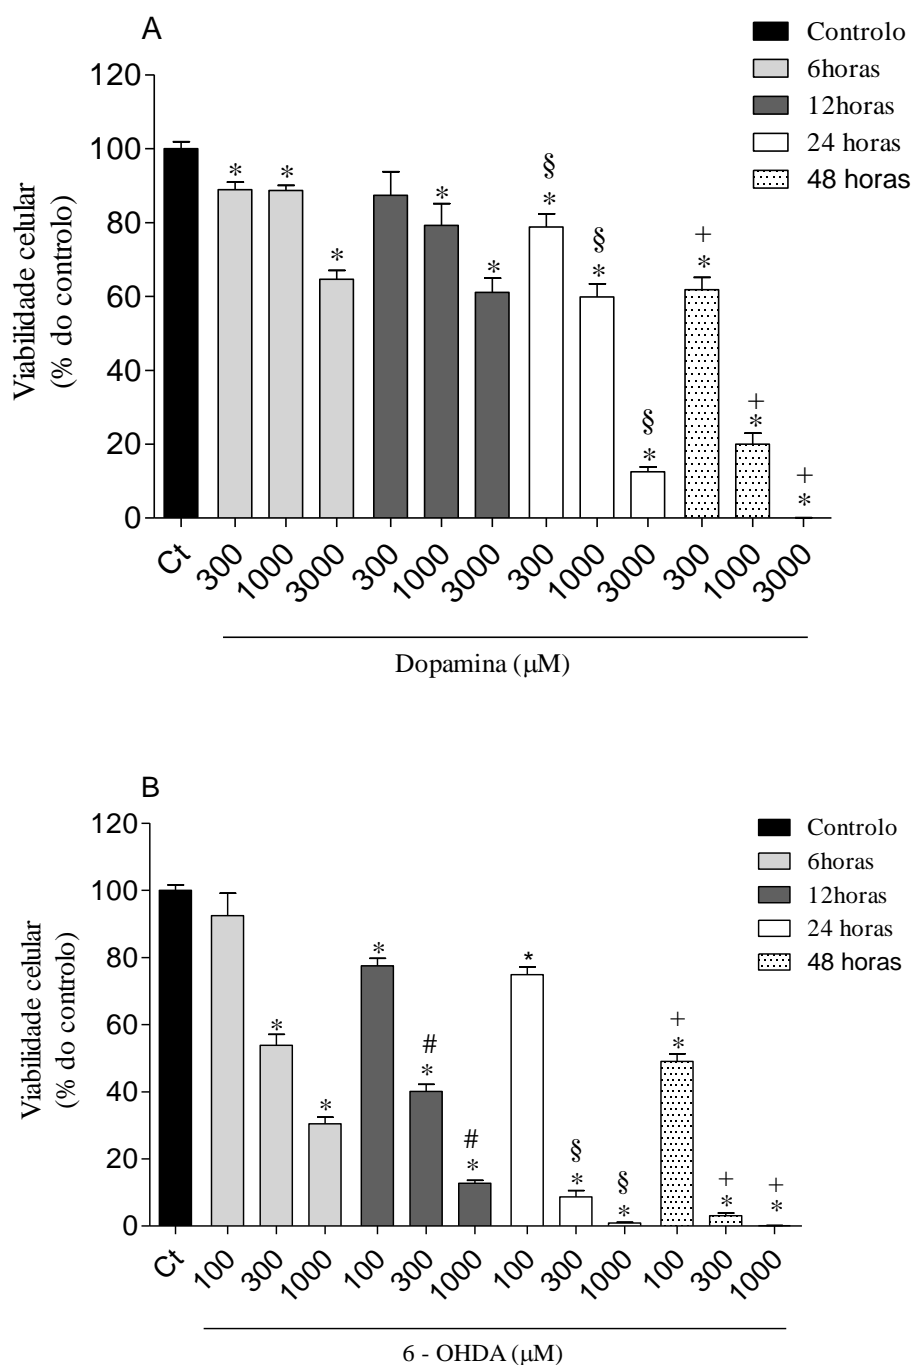 A
Controlo
6horas
12horas
24 horas
48 horas
Viabilidade celular
(% do controlo)
120
100
80
60
40
20
0
* * * * * § * § * § * + * + * + *
Ct 300 1000 3000 300 1000 3000 300 1000 3000 300 1000 3000
Dopamina (μM)
B
Controlo
6horas
12horas
24 horas
48 horas
Viabilidade celular
(% do controlo)
120
100
80
60
40
20
0
* * * # * # * * § * § * + * + * + *
Ct 100 300 1000 100 300 1000 100 300 1000 100 300 1000
6 - OHDA (μM)